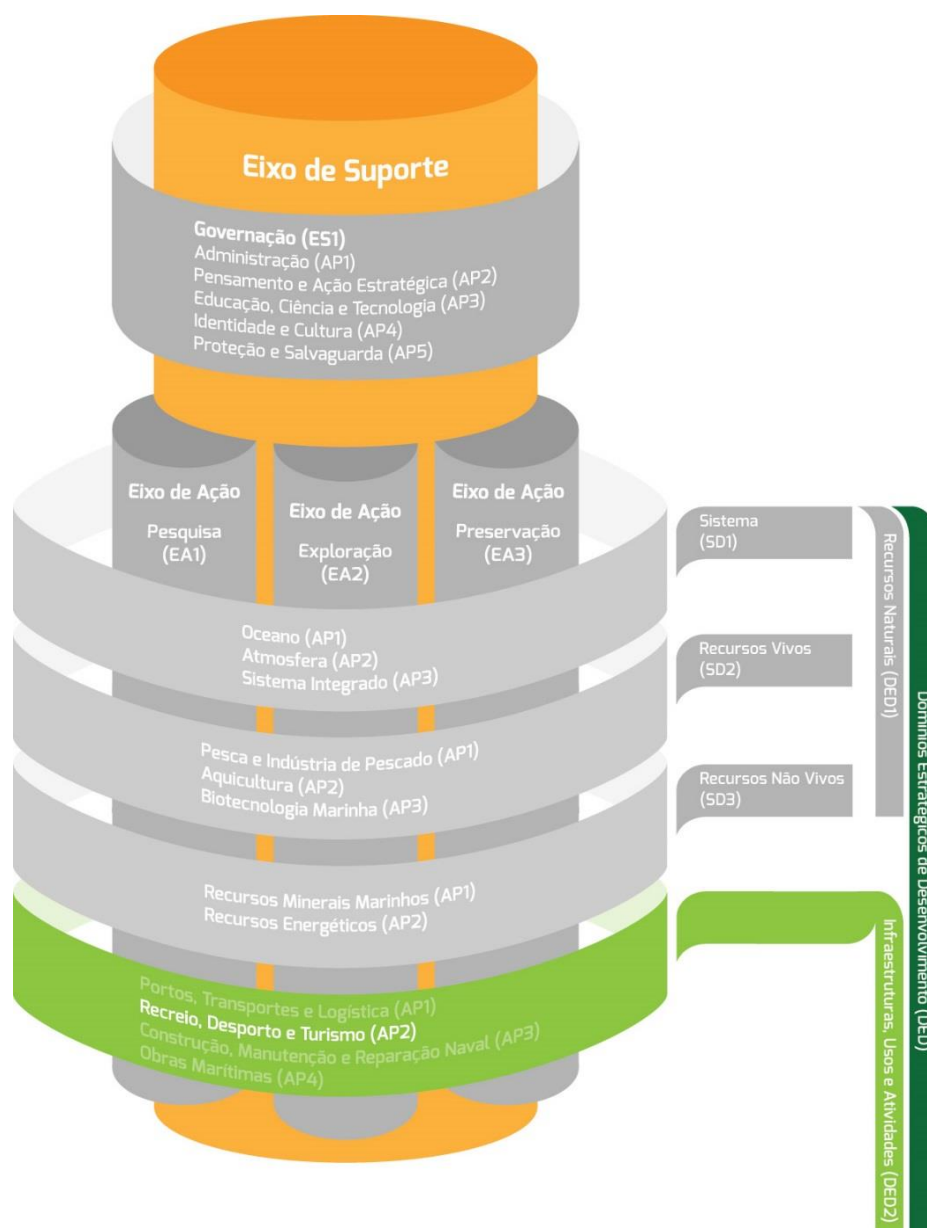 Eixo de Suporte
Governação (ES1)
Administração (AP1)
Pensamento e Ação Estratégica (AP2)
Educação, Ciência e Tecnologia (AP3)
Identidade e Cultura (AP4)
Proteção e Salvaguarda (AP5)
Eixo de Ação
Pesquisa
(EA1)
Eixo de Ação
Exploração
(EA2)
Eixo de Ação
Preservação
(EA3)
Oceano (AP1)
Atmosfera (AP2)
Sistema Integrado (AP3)
Pesca e Indústria de Pescado (AP1)
Aquicultura (AP2)
Biotecnologia Marinha (AP3)
Recursos Minerais Marinhos (AP1)
Recursos Energéticos (AP2)
Portos, Transportes e Logística (AP1)
Recreio, Desporto e Turismo (AP2)
Construção, Manutenção e Reparação Naval (AP3)
Obras Marítimas (AP4)
Sistema
(SD1)
Recursos Vivos
(SD2)
Recursos Não Vivos
(SD3)
Recursos Naturais (DED1)
Infraestruturas, Usos e Atividades (DED2)
Domínios Estratégicos de Desenvolvimento (DED)